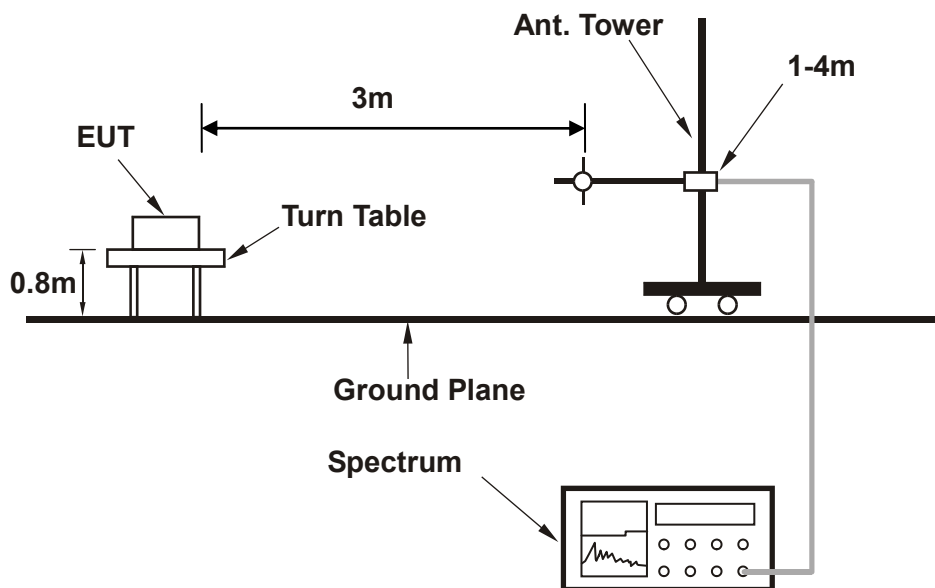 Ant. Tower
1-4m
3m
EUT
Turn Table
0.8m
Ground Plane
Spectrum